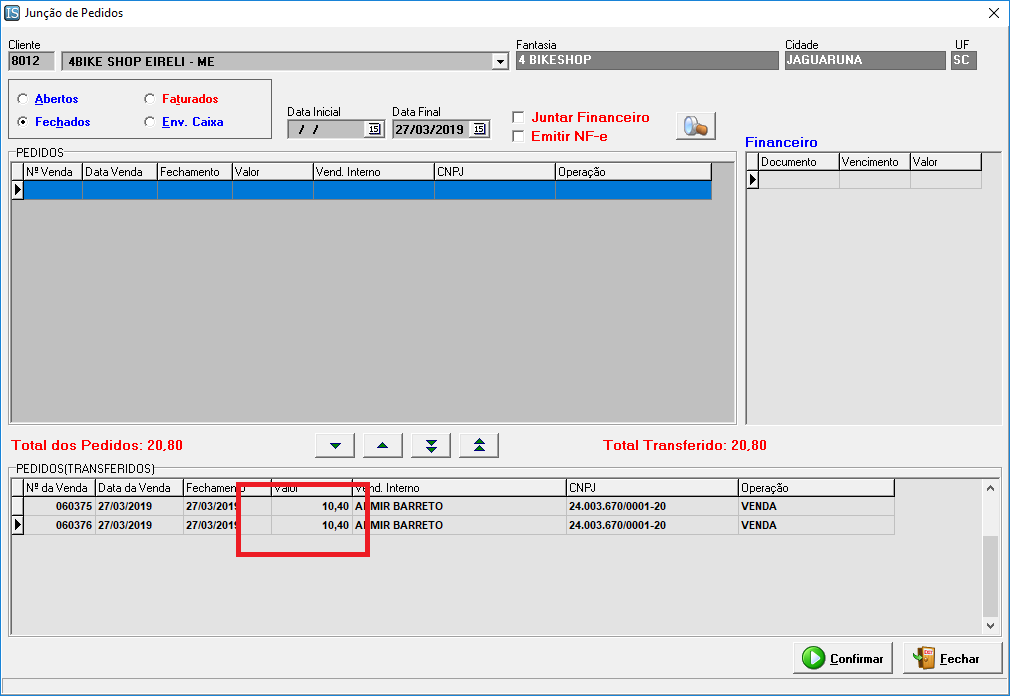 IS Junção de Pedidos
Cliente Fantasia Cidade UF
8012 4BIKE SHOP EIRELI - ME 4 BIKESHOP JAGUARUNA SC
Abertos Faturados
Fechados Env. Caixa
Data Inicial Data Final
/ / 15 27/03/2019 15
Juntar Financeiro
Emitir NF-e
Financeiro
Documento Vencimento Valor
PEDIDOS
Nº Venda Data Venda Fechamento Valor Vend. Interno CNPJ Operação
Total dos Pedidos: 20,80 Total Transferido: 20,80
PEDIDOS(TRANSFERIDOS)
Nº da Venda Data da Venda Fechamento Valor Vend. Interno CNPJ Operação
060375 27/03/2019 27/03/2019 10,40 BARRETO 24.003.670/0001-20 VENDA
060376 27/03/2019 27/03/2019 10,40 BARRETO 24.003.670/0001-20 VENDA
Confirmar EXIT Fechar